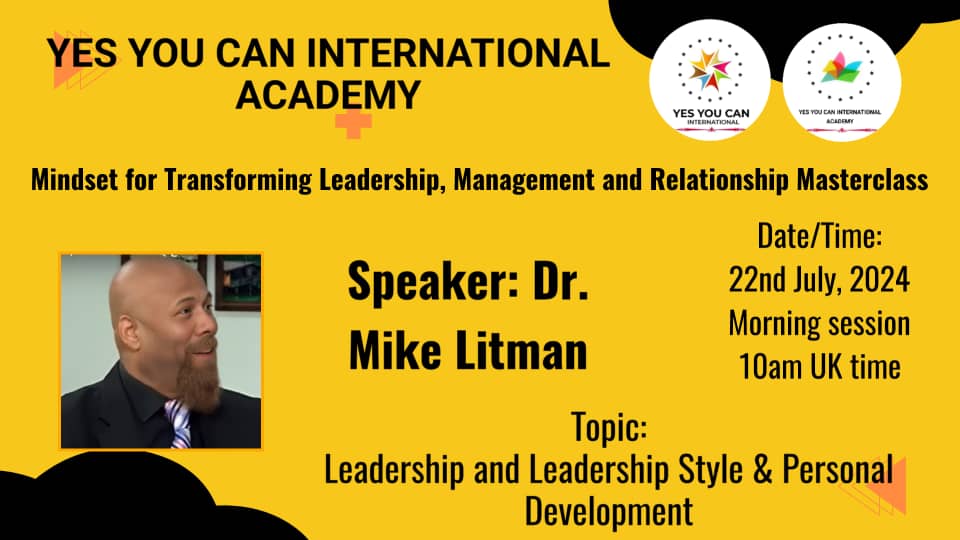 YES YOU CAN INTERNATIONAL
ACADEMY
YES YOU CAN
INTERNATIONAL
YES YOU CAN INTERNATIONAL
ACADEMY
Mindset for Transforming Leadership, Management and Relationship Masterclass
Speaker: Dr.
Mike Litman
Date/Time:
22nd July, 2024
Morning session
10am UK time
Topic:
Leadership and Leadership Style & Personal
Development